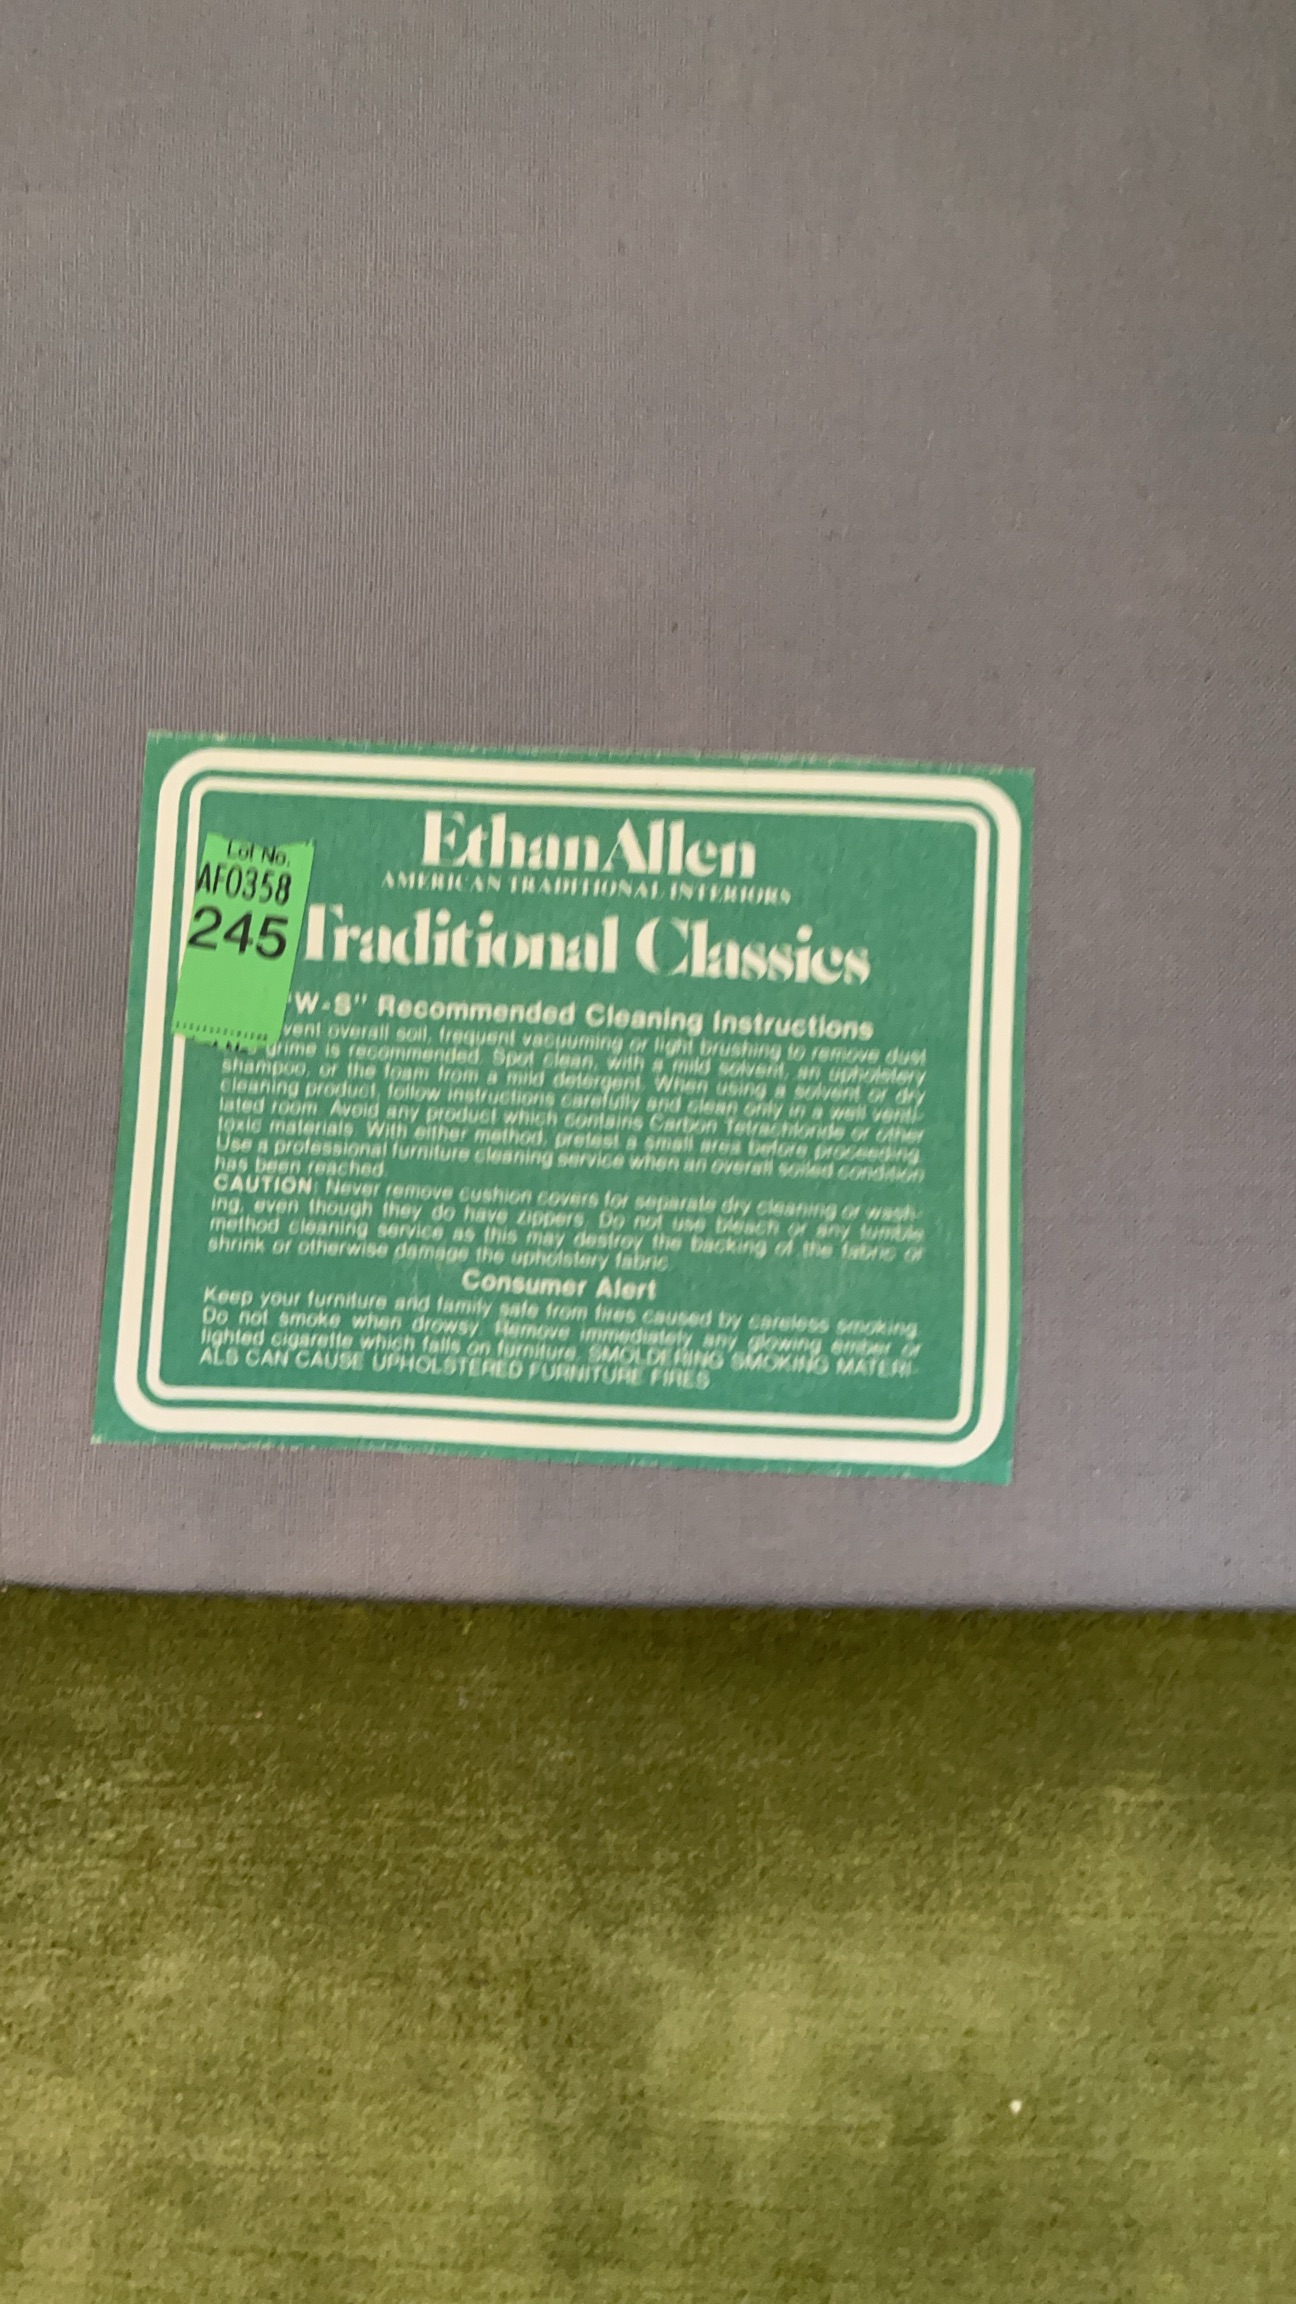 Ethan Allen
AMERICAN TRADITIONAL INTERIORS
Lot No.
AF0358
245
Traditional Classics
"W-S" Recommended Cleaning Instructions
vent overall soil, frequent vacuuming or light brushing to remove dust
grime is recommended. Spot clean, with a mild solvent, an upholstery
shampoo, or the foam from a mild detergent. When using a solvent or dry
cleaning product, follow instructions carefully and clean only in a well venti-
lated room. Avoid any product which contains Carbon Tetrachloride or other
toxic materials. With either method, pretest a small area before proceeding.
Use a professional furniture cleaning service when an overall soiled condition
has been reached.
CAUTION: Never remove cushion covers for separate dry cleaning or wash-
ing, even though they do have zippers. Do not use bleach or any tumble
method cleaning service as this may destroy the backing of the fabric or
shrink or otherwise damage the upholstery fabric.
Consumer Alert
Keep your furniture and family safe from fires caused by careless smoking.
Do not smoke when drowsy. Remove immediately any glowing ember or
lighted cigarette which falls on furniture. SMOLDERING SMOKING MATERI-
ALS CAN CAUSE UPHOLSTERED FURNITURE FIRES